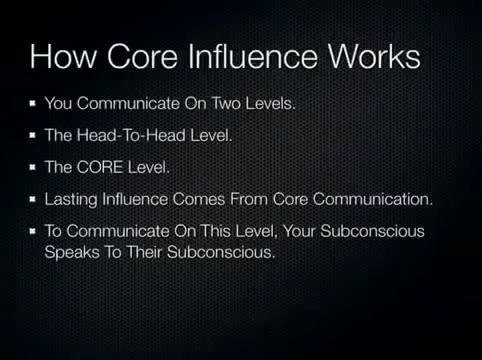 How Core Influence Works
You Communicate On Two Levels.
The Head-To-Head Level.
The CORE Level.
Lasting Influence Comes From Core Communication.
To Communicate On This Level, Your Subconscious
Speaks To Their Subconscious.